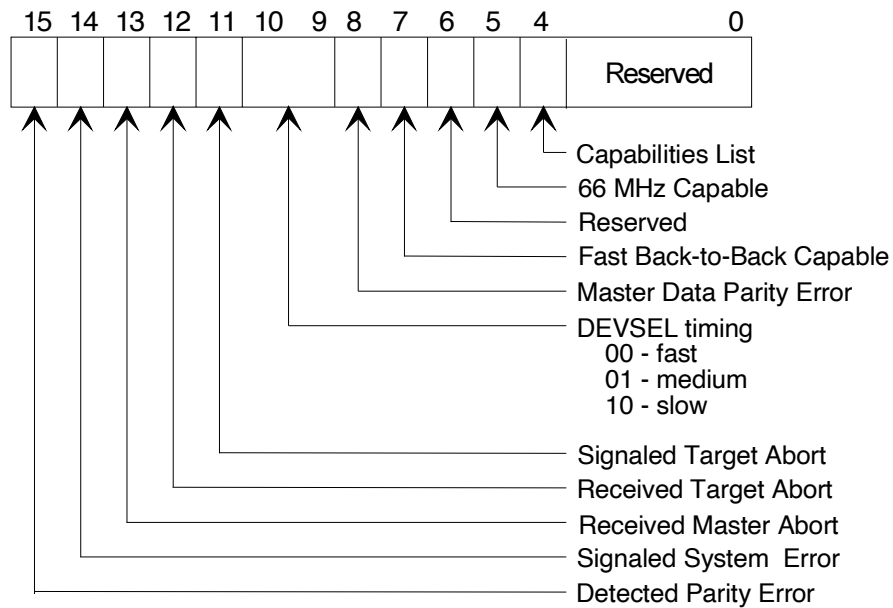 15 14 13 12 11 10 9 8 7 6 5 4 0
Reserved
Capabilities List
66 MHz Capable
Reserved
Fast Back-to-Back Capable
Master Data Parity Error
DEVSEL timing
00 - fast
01 - medium
10 - slow
Signaled Target Abort
Received Target Abort
Received Master Abort
Signaled System Error
Detected Parity Error